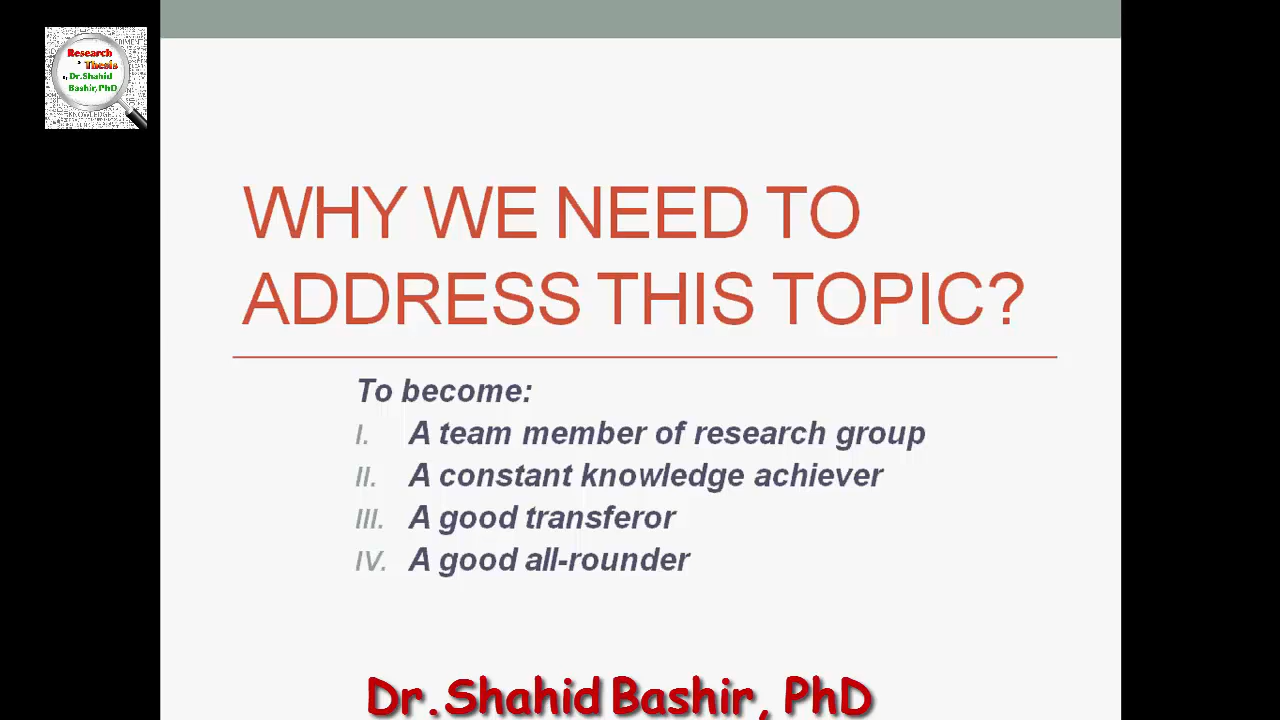 Research
Thesis
Dr.Shahid
Bashir, PhD
KNOWLEDGE
WHY WE NEED TO
ADDRESS THIS TOPIC?
To become:
I. A team member of research group
II. A constant knowledge achiever
III. A good transferor
IV. A good all-rounder
Dr.Shahid Bashir, PhD